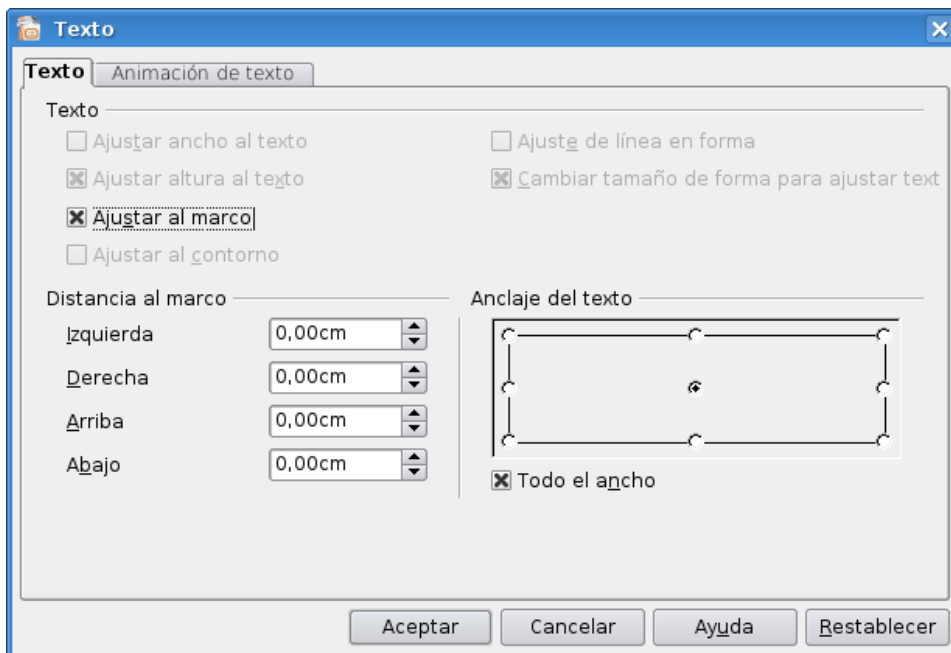 Texto
Texto Animación de texto
Texto
Ajustar ancho al texto
Ajuste de línea en forma
Ajustar altura al texto
Cambiar tamaño de forma para ajustar text
Ajustar al marco
Ajustar al contorno
Distancia al marco
Izquierda 0,00cm
Derecha 0,00cm
Arriba 0,00cm
Abajo 0,00cm
Anclaje del texto
Todo el ancho
Aceptar Cancelar Ayuda Restablecer